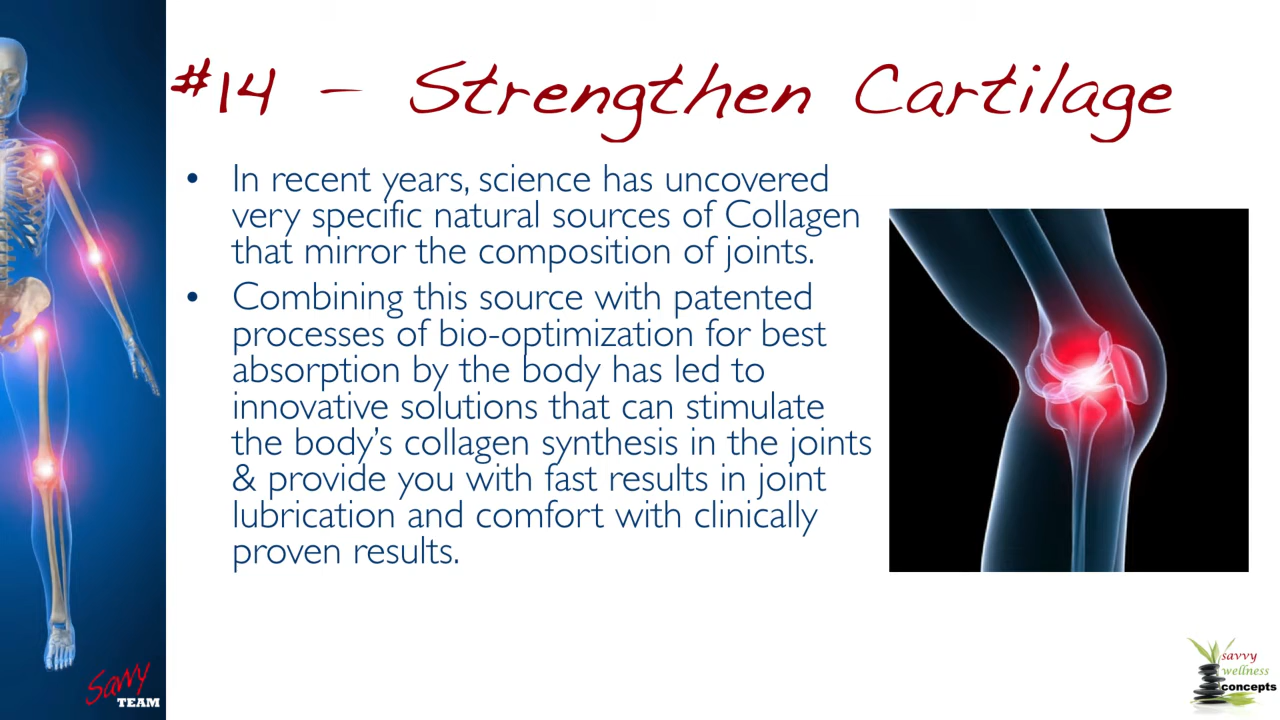 #14 – Strengthen Cartilage
• In recent years, science has uncovered
very specific natural sources of Collagen
that mirror the composition of joints.
• Combining this source with patented
processes of bio-optimization for best
absorption by the body has led to
innovative solutions that can stimulate
the body’s collagen synthesis in the joints
& provide you with fast results in joint
lubrication and comfort with clinically
proven results.
Savvy
TEAM
savvy
wellness
concepts